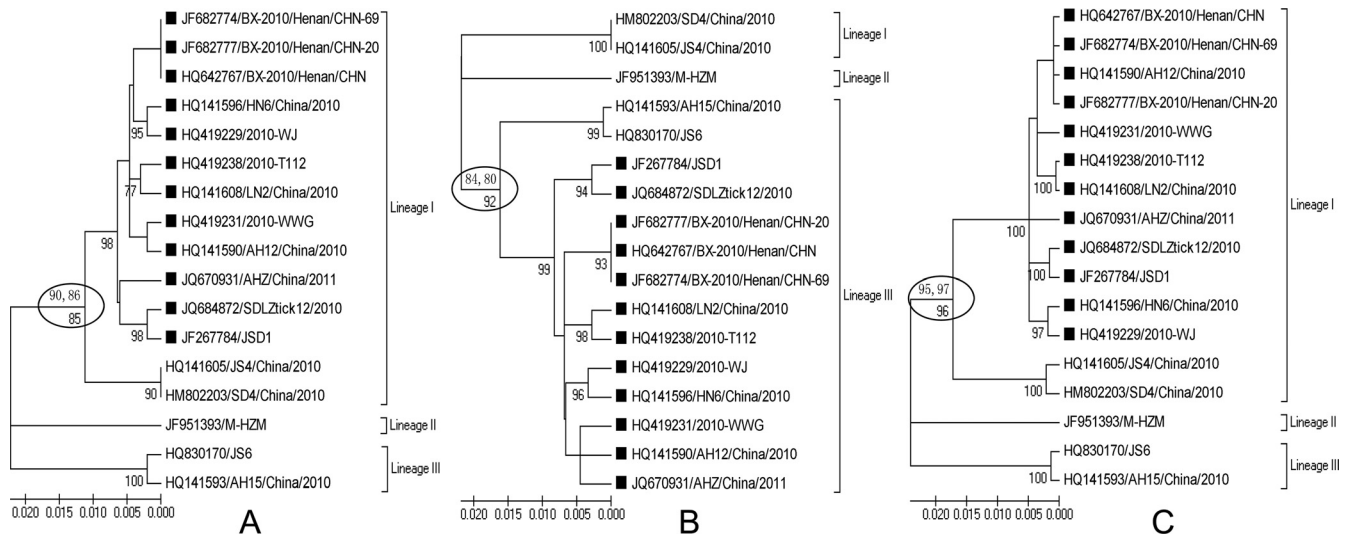 JF682774/BX-2010/Henan/CHN-69
JF682777/BX-2010/Henan/CHN-20
HQ642767/BX-2010/Henan/CHN
HQ141596/HN6/China/2010
95
HQ419229/2010-WJ
HQ419238/2010-T112
77
HQ141608/LN2/China/2010
Lineage I
HQ419231/2010-WWG
98
HQ141590/AH12/China/2010
JQ670931/AHZ/China/2011
90, 86
85
JQ684872/SDLZtick12/2010
98
JF267784/JSD1
HQ141605/JS4/China/2010
90
HM802203/SD4/China/2010
JF951393/M-HZM
Lineage II
HQ830170/JS6
Lineage III
100
HQ141593/AH15/China/2010
0.020 0.015 0.010 0.005 0.000
A
HM802203/SD4/China/2010
Lineage I
100
HQ141605/JS4/China/2010
JF951393/M-HZM
Lineage II
HQ141593/AH15/China/2010
99
HQ830170/JS6
JF267784/JSD1
84, 80
92
94
JQ684872/SDLZtick12/2010
JF682777/BX-2010/Henan/CHN-20
HQ642767/BX-2010/Henan/CHN
99
93
JF682774/BX-2010/Henan/CHN-69
Lineage III
HQ141608/LN2/China/2010
98
HQ419238/2010-T112
HQ419229/2010-WJ
96
HQ141596/HN6/China/2010
HQ419231/2010-WWG
HQ141590/AH12/China/2010
JQ670931/AHZ/China/2011
0.020 0.015 0.010 0.005 0.000
B
HQ642767/BX-2010/Henan/CHN
JF682774/BX-2010/Henan/CHN-69
HQ141590/AH12/China/2010
JF682777/BX-2010/Henan/CHN-20
HQ419231/2010-WWG
HQ419238/2010-T112
100
HQ141608/LN2/China/2010
Lineage I
JQ670931/AHZ/China/2011
100
JQ684872/SDLZtick12/2010
100
JF267784/JSD1
95, 97
96
HQ141596/HN6/China/2010
97
HQ419229/2010-WJ
HQ141605/JS4/China/2010
100
HM802203/SD4/China/2010
JF951393/M-HZM
Lineage II
HQ830170/JS6
Lineage III
100
HQ141593/AH15/China/2010
0.020 0.015 0.010 0.005 0.000
C